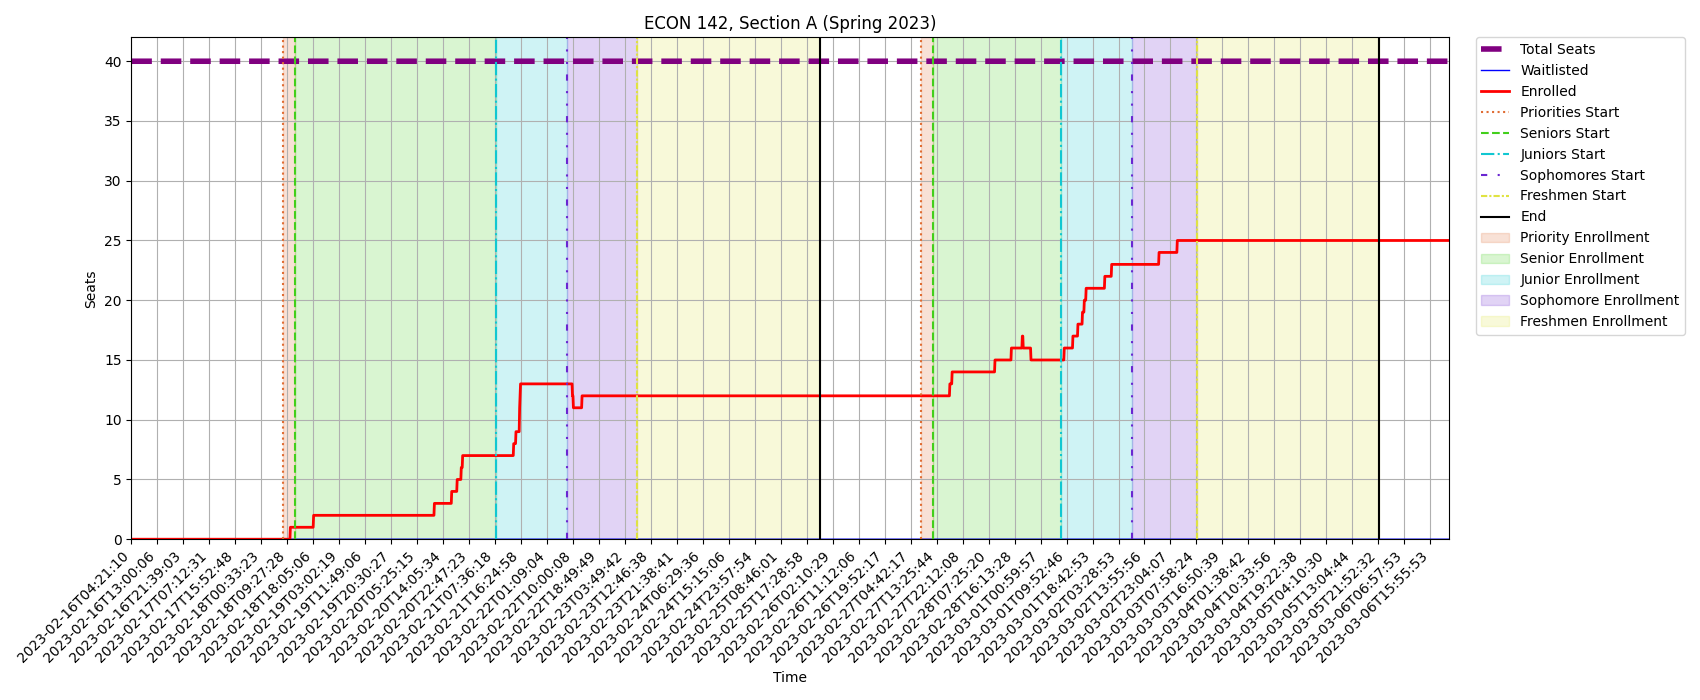 ECON 142, Section A (Spring 2023)
Seats
40
35
30
25
20
15
10
5
0
2023-02-16T04:21:10
2023-02-16T13:00:06
2023-02-16T21:39:03
2023-02-17T07:12:31
2023-02-17T15:52:48
2023-02-18T00:33:23
2023-02-18T09:27:28
2023-02-18T18:05:06
2023-02-19T03:02:19
2023-02-19T11:49:06
2023-02-19T20:30:27
2023-02-20T05:25:15
2023-02-20T14:05:34
2023-02-20T22:47:23
2023-02-21T07:36:18
2023-02-21T16:24:58
2023-02-22T01:09:04
2023-02-22T10:00:08
2023-02-22T18:49:49
2023-02-23T03:49:42
2023-02-23T12:46:38
2023-02-23T21:38:41
2023-02-24T06:29:36
2023-02-24T15:15:06
2023-02-24T23:57:54
2023-02-25T08:46:01
2023-02-25T17:28:58
2023-02-26T02:10:29
2023-02-26T11:12:06
2023-02-26T19:52:17
2023-02-27T04:42:17
2023-02-27T13:25:44
2023-02-27T22:12:08
2023-02-28T07:25:20
2023-02-28T16:13:28
2023-03-01T00:59:57
2023-03-01T09:52:46
2023-03-01T18:42:53
2023-03-02T03:28:53
2023-03-02T13:55:56
2023-03-02T23:04:07
2023-03-03T07:58:24
2023-03-03T16:50:39
2023-03-04T01:38:42
2023-03-04T10:33:56
2023-03-04T19:22:38
2023-03-05T04:10:30
2023-03-05T13:04:44
2023-03-05T21:52:32
2023-03-06T06:57:53
2023-03-06T15:55:53
Time
Total Seats
Waitlisted
Enrolled
Priorities Start
Seniors Start
Juniors Start
Sophomores Start
Freshmen Start
End
Priority Enrollment
Senior Enrollment
Junior Enrollment
Sophomore Enrollment
Freshmen Enrollment